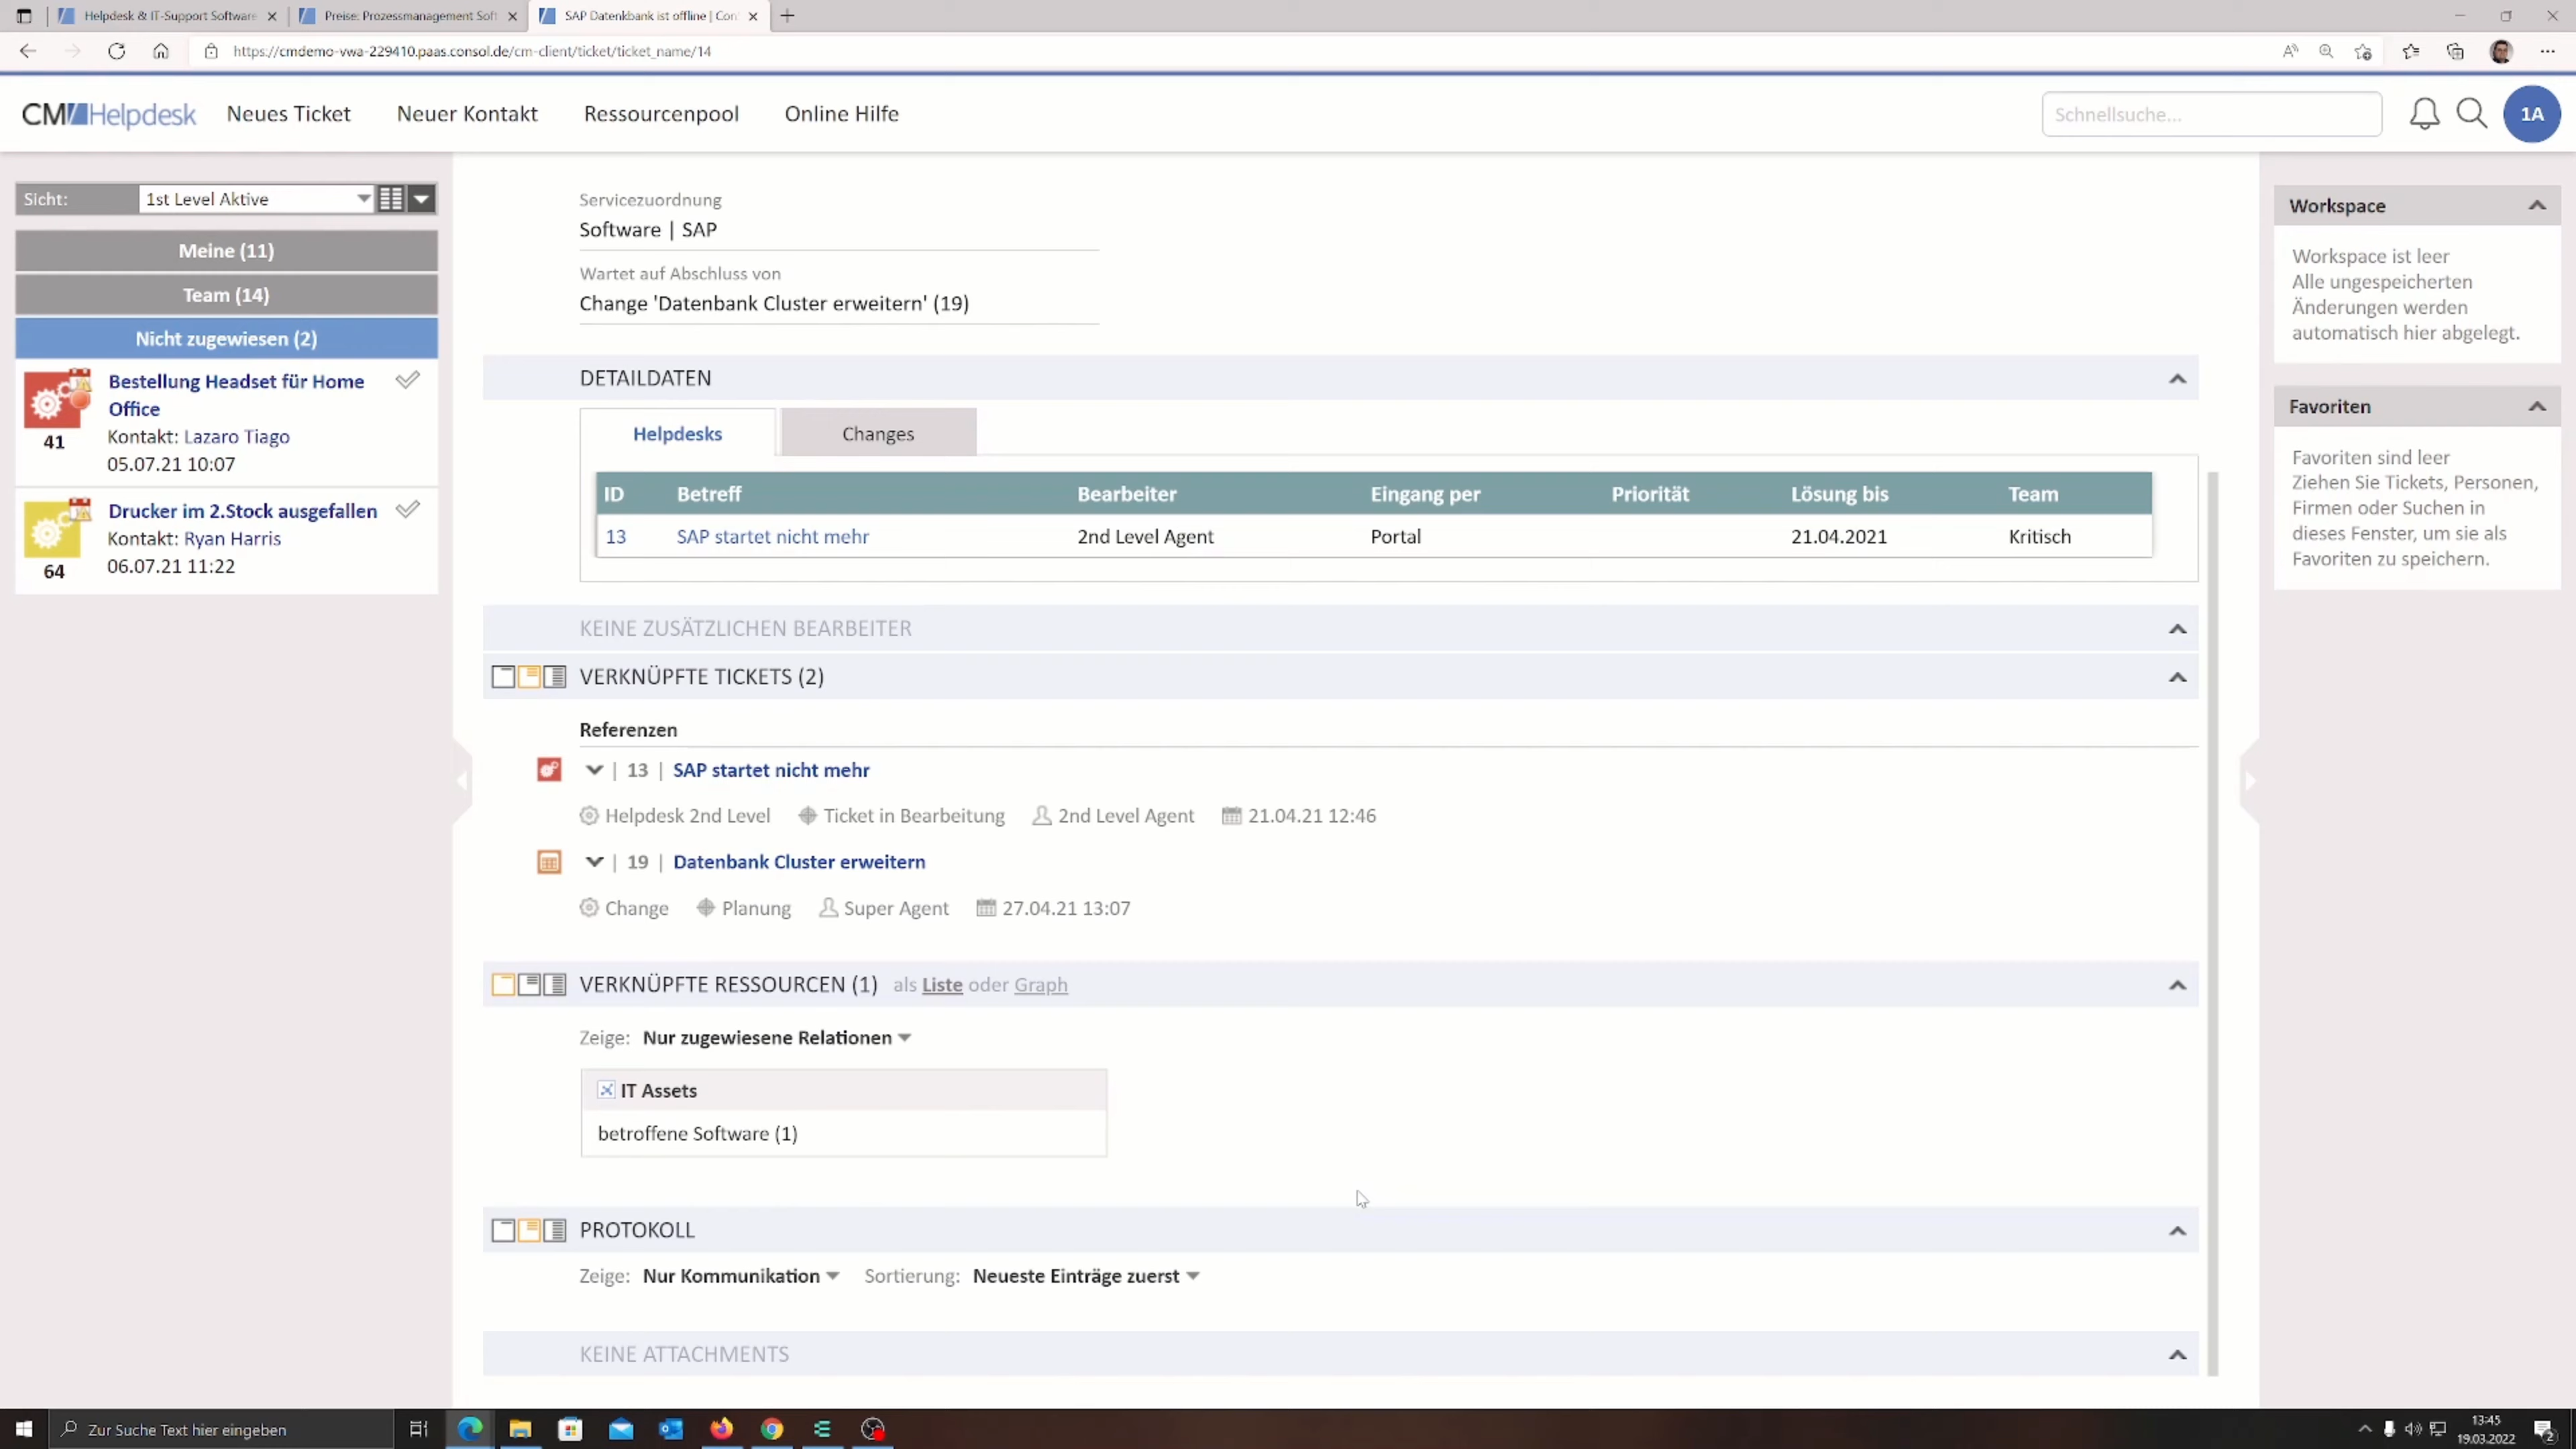 Helpdesk & IT-Support Software
Preise: Prozessmanagement Soft
SAP Datenkbank ist offline | Con
https://cmdemo-vwa-229410.paas.consol.de/cm-client/ticket/ticket_name/14
CM/Helpdesk
Neues Ticket
Neuer Kontakt
Ressourcenpool
Online Hilfe
Schnellsuche...
1A
Sicht:
1st Level Aktive
Meine (11)
Team (14)
Nicht zugewiesen (2)
Bestellung Headset für Home
Office
41
Kontakt: Lazaro Tiago
05.07.21 10:07
Drucker im 2.Stock ausgefallen
Kontakt: Ryan Harris
64
06.07.21 11:22
Servicezuordnung
Software | SAP
Wartet auf Abschluss von
Change 'Datenbank Cluster erweitern' (19)
DETAILDATEN
Helpdesks
Changes
ID Betreff Bearbeiter Eingang per Priorität Lösung bis Team
13 SAP startet nicht mehr 2nd Level Agent Portal 21.04.2021 Kritisch
KEINE ZUSÄTZLICHEN BEARBEITER
VERKNÜPFTE TICKETS (2)
Referenzen
| 13 | SAP startet nicht mehr
Helpdesk 2nd Level Ticket in Bearbeitung 2nd Level Agent 21.04.21 12:46
| 19 | Datenbank Cluster erweitern
Change Planung Super Agent 27.04.21 13:07
VERKNÜPFTE RESSOURCEN (1) als Liste oder Graph
Zeige: Nur zugewiesene Relationen
IT Assets
betroffene Software (1)
PROTOKOLL
Zeige: Nur Kommunikation Sortierung: Neueste Einträge zuerst
KEINE ATTACHMENTS
Workspace
Workspace ist leer
Alle ungespeicherten
Änderungen werden
automatisch hier abgelegt.
Favoriten
Favoriten sind leer
Ziehen Sie Tickets, Personen,
Firmen oder Suchen in
dieses Fenster, um sie als
Favoriten zu speichern.
Zur Suche Text hier eingeben
13:45
19.03.2022
2